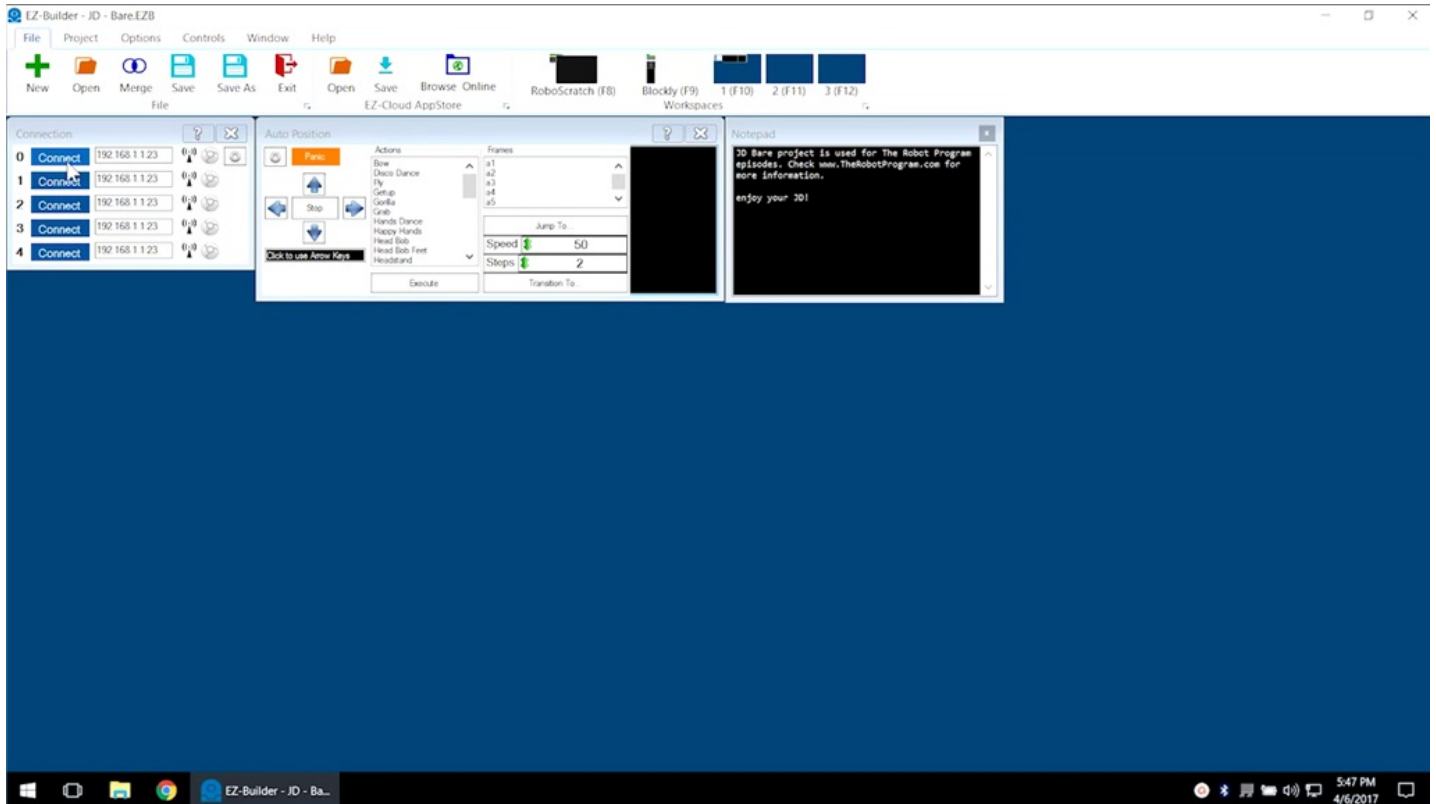 EZ-Builder - JD - Bare.EZB
File Project Options Controls Window Help
New Open Merge Save Save As Exit Open Save Browse Online RoboScratch (F8) Blockly (F9) 1 (F10) 2 (F11) 3 (F12)
File EZ-Cloud AppStore Workspaces
Connection
0 Connect 192.168.1.1:23
1 Connect 192.168.1.1:23
2 Connect 192.168.1.1:23
3 Connect 192.168.1.1:23
4 Connect 192.168.1.1:23
Auto Position
Panic
Stop
Click to use Arrow Keys
Actions
Bow
Disco Dance
Fly
Getup
Gorilla
Grab
Hands Dance
Happy Hands
Head Bob
Head Bob Feet
Headstand
Execute
Frames
a1
a2
a3
a4
a5
Jump To...
Speed 50
Steps 2
Transition To...
Notepad
JD Bare project is used for The Robot Program
episodes. Check www.TheRobotProgram.com for
more information.
enjoy your JD!
EZ-Builder - JD - Ba...
5:47 PM
4/6/2017